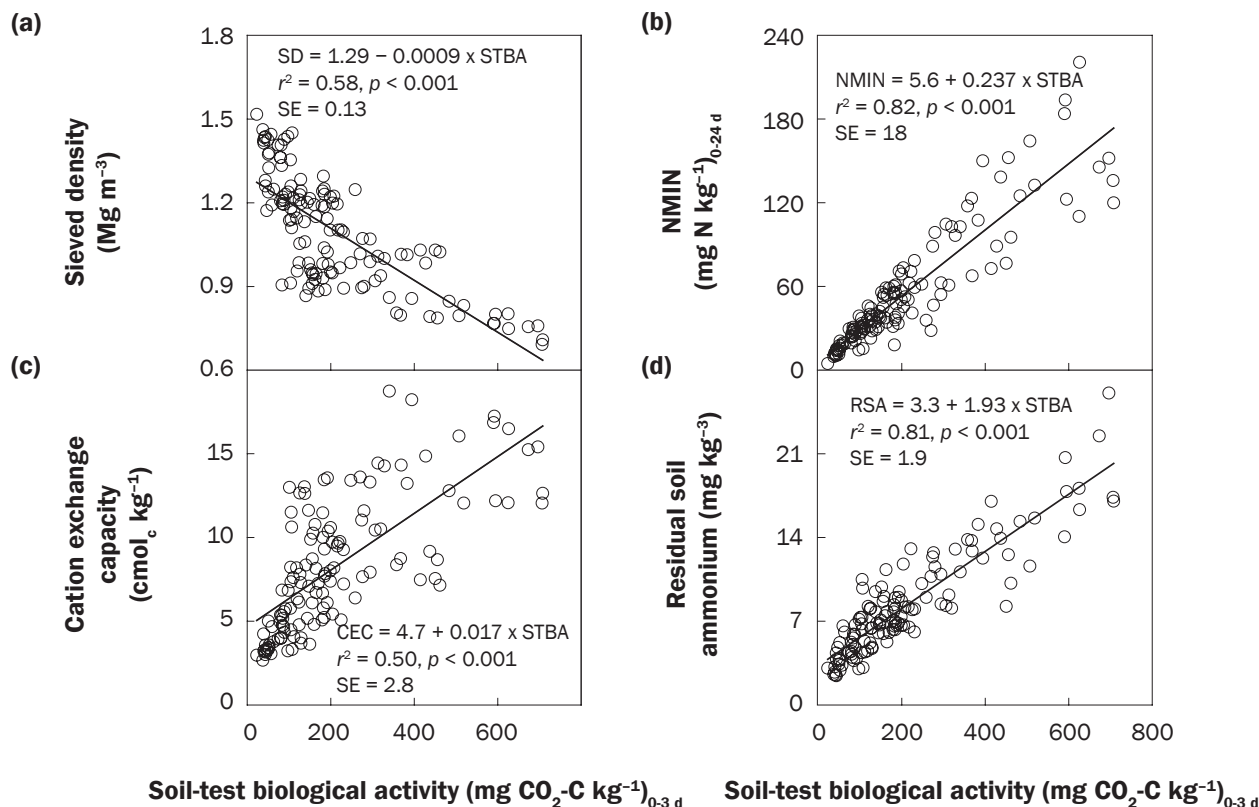 (a)
1.8
1.5
1.2
0.9
0.6
Sieved density
(Mg m⁻³)
SD = 1.29 − 0.0009 x STBA
r² = 0.58, p < 0.001
SE = 0.13
(b)
240
180
120
60
0
NMIN
(mg N kg⁻¹)₀₋₂₄ d
NMIN = 5.6 + 0.237 x STBA
r² = 0.82, p < 0.001
SE = 18
(c)
15
10
5
0
Cation exchange
capacity
(cmol_c kg⁻¹)
CEC = 4.7 + 0.017 x STBA
r² = 0.50, p < 0.001
SE = 2.8
0 200 400 600
Soil-test biological activity (mg CO₂-C kg⁻¹)₀₋₃ d
(d)
21
14
7
0
Residual soil
ammonium (mg kg⁻³)
RSA = 3.3 + 1.93 x STBA
r² = 0.81, p < 0.001
SE = 1.9
0 200 400 600 800
Soil-test biological activity (mg CO₂-C kg⁻¹)₀₋₃ d